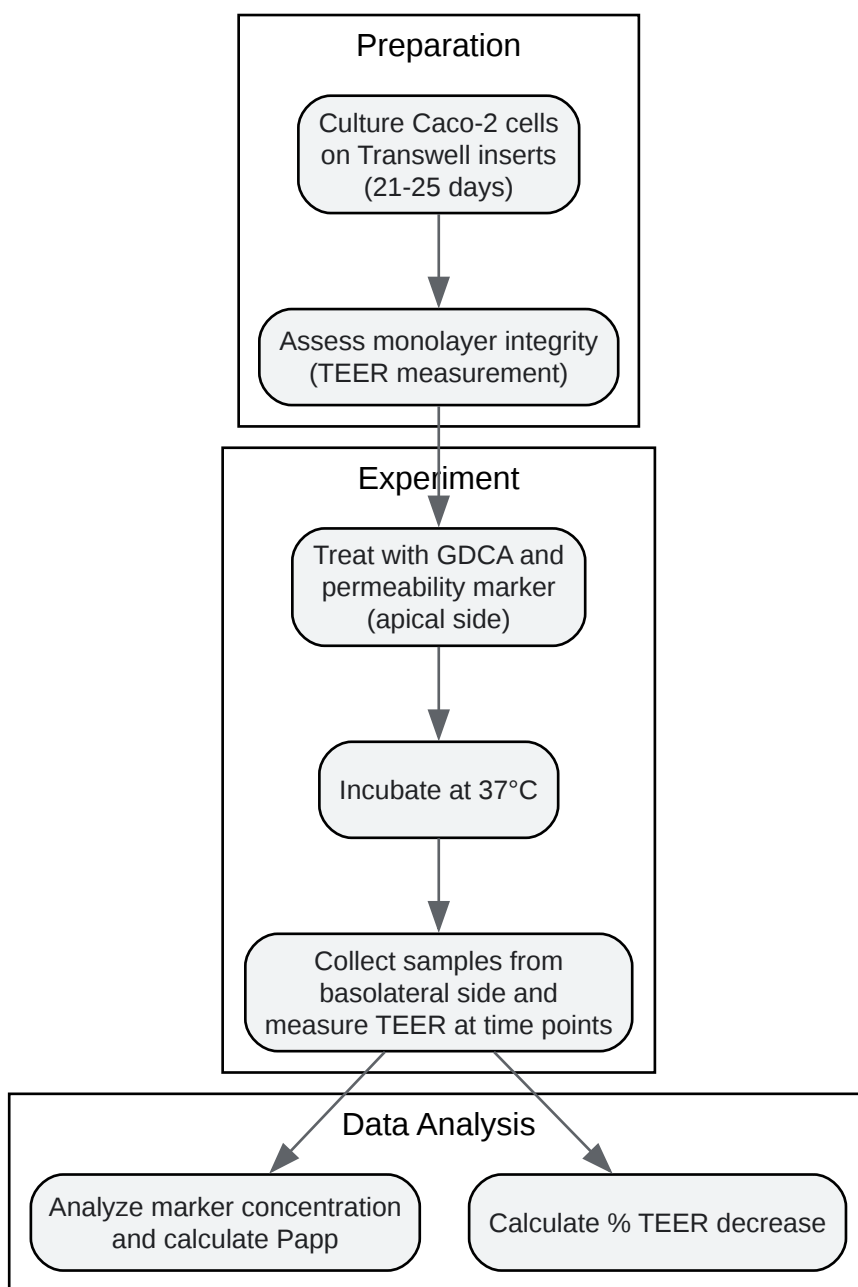 Preparation
Culture Caco-2 cells
on Transwell inserts
(21-25 days)
Assess monolayer integrity
(TEER measurement)
Experiment
Treat with GDCA and
permeability marker
(apical side)
Incubate at 37°C
Collect samples from
basolateral side and
measure TEER at time points
Data Analysis
Analyze marker concentration
and calculate Papp
Calculate % TEER decrease